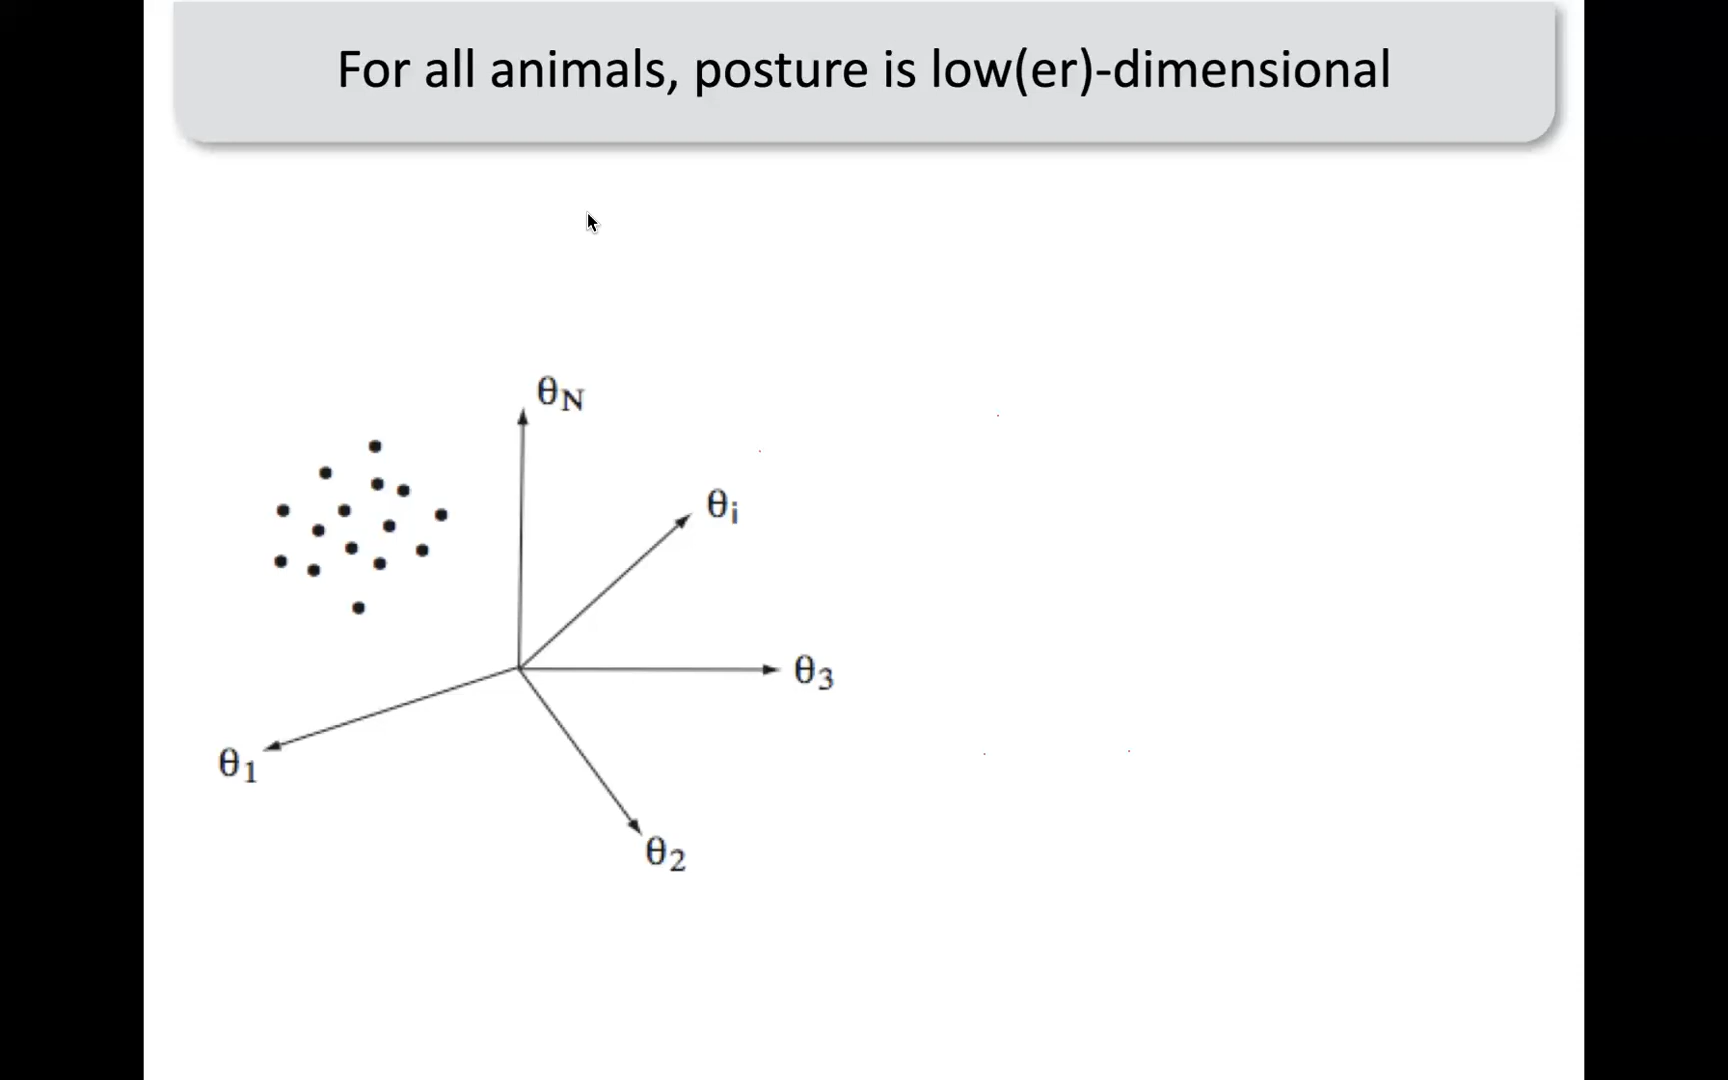 For all animals, posture is low(er)-dimensional
θN
θi
θ3
θ1
θ2